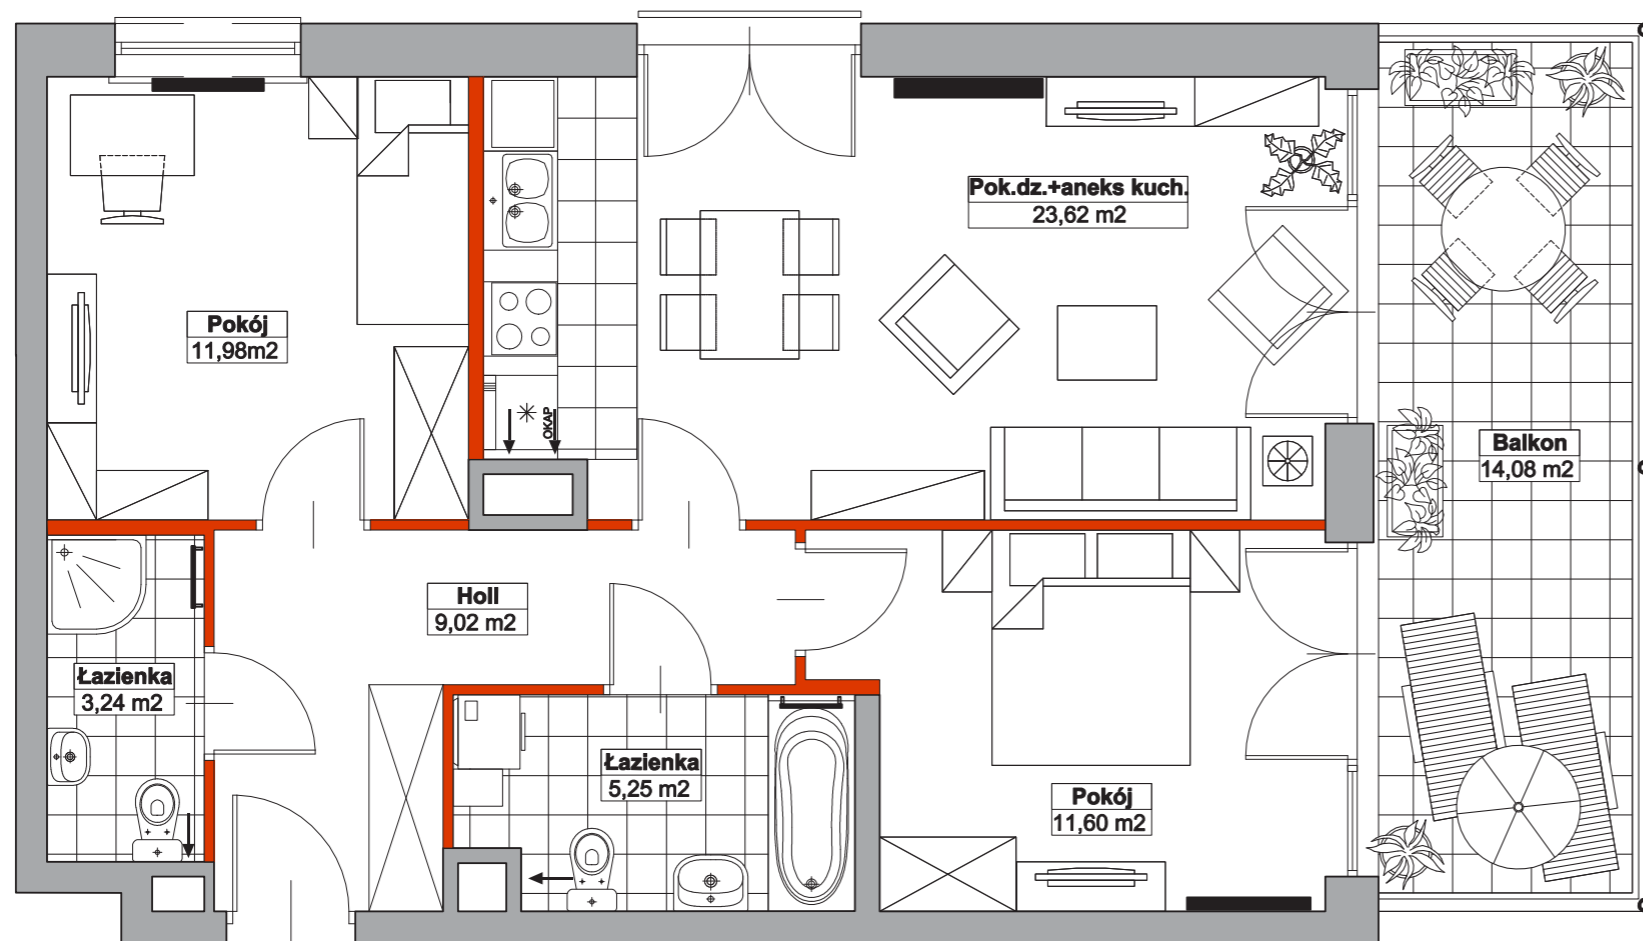 Pok.dz.+aneks kuch.
23,62 m2
Pokój
11,98m2
OKAP
Balkon
14,08 m2
Holl
9,02 m2
Łazienka
3,24 m2
Łazienka
5,25 m2
Pokój
11,60 m2